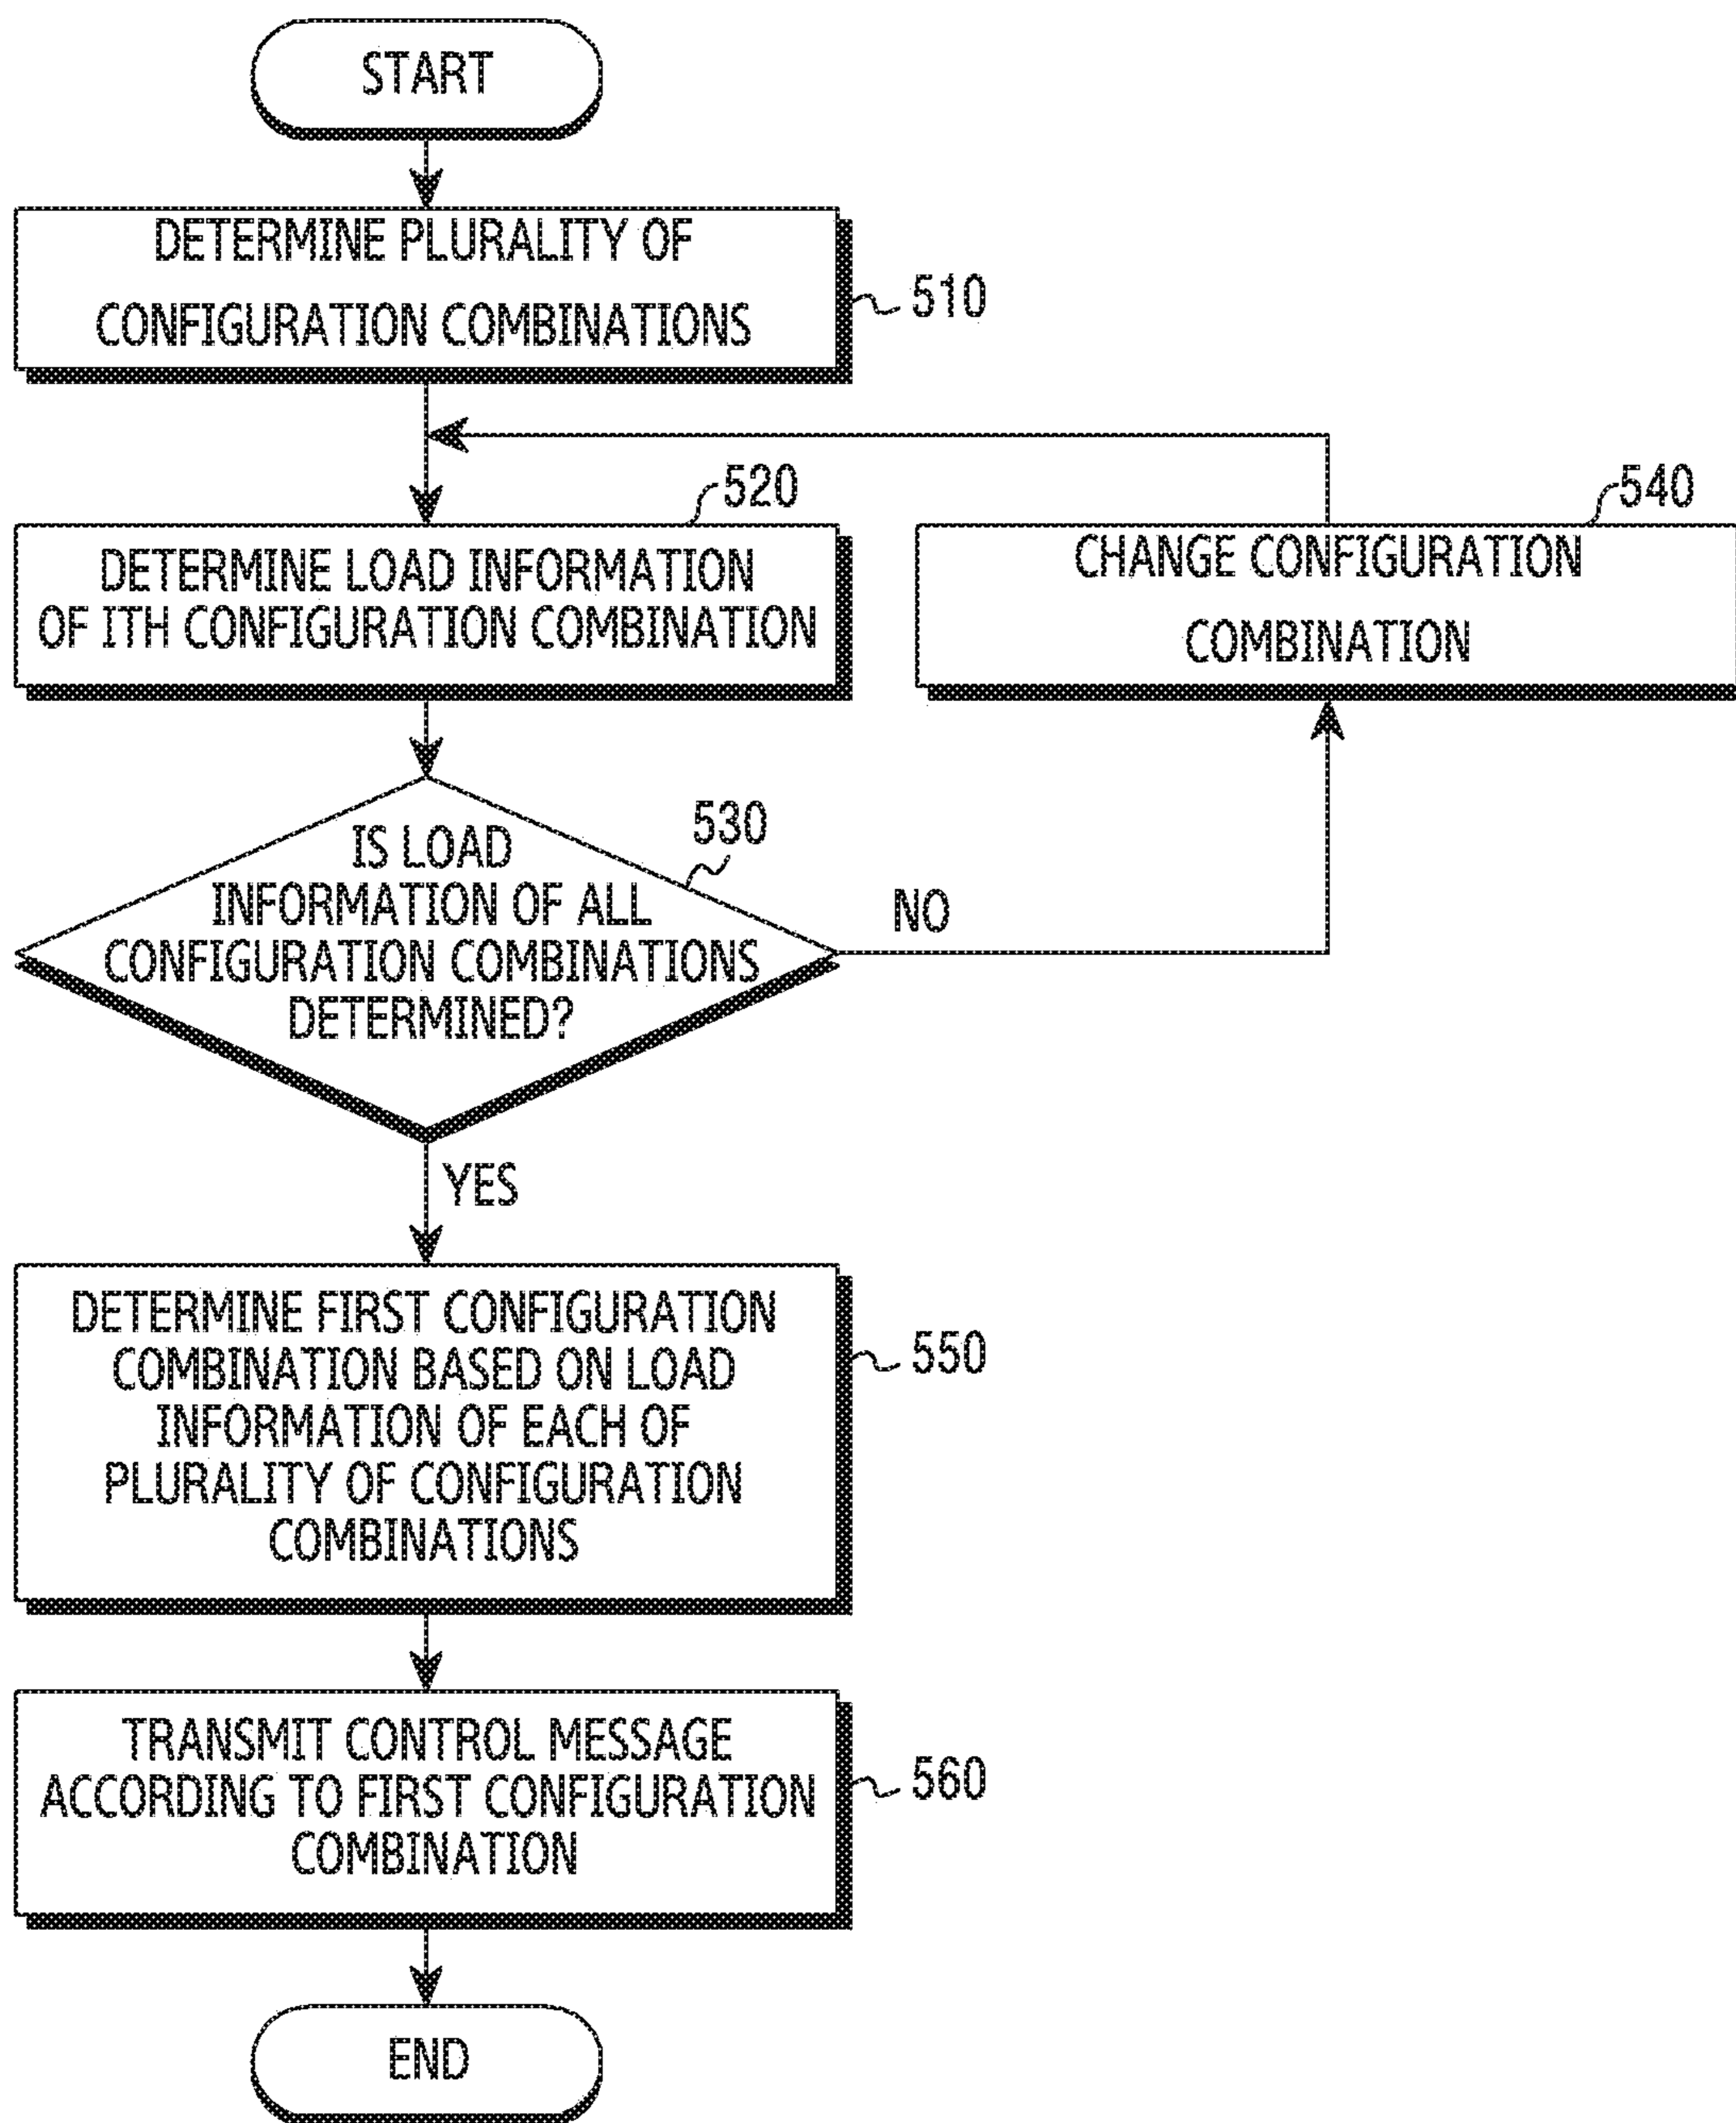 START
DETERMINE PLURALITY OF
CONFIGURATION COMBINATIONS
510
520
DETERMINE LOAD INFORMATION
OF ITH CONFIGURATION COMBINATION
540
CHANGE CONFIGURATION
COMBINATION
530
IS LOAD
INFORMATION OF ALL
CONFIGURATION COMBINATIONS
DETERMINED?
NO
YES
DETERMINE FIRST CONFIGURATION
COMBINATION BASED ON LOAD
INFORMATION OF EACH OF
PLURALITY OF CONFIGURATION
COMBINATIONS
550
TRANSMIT CONTROL MESSAGE
ACCORDING TO FIRST CONFIGURATION
COMBINATION
560
END